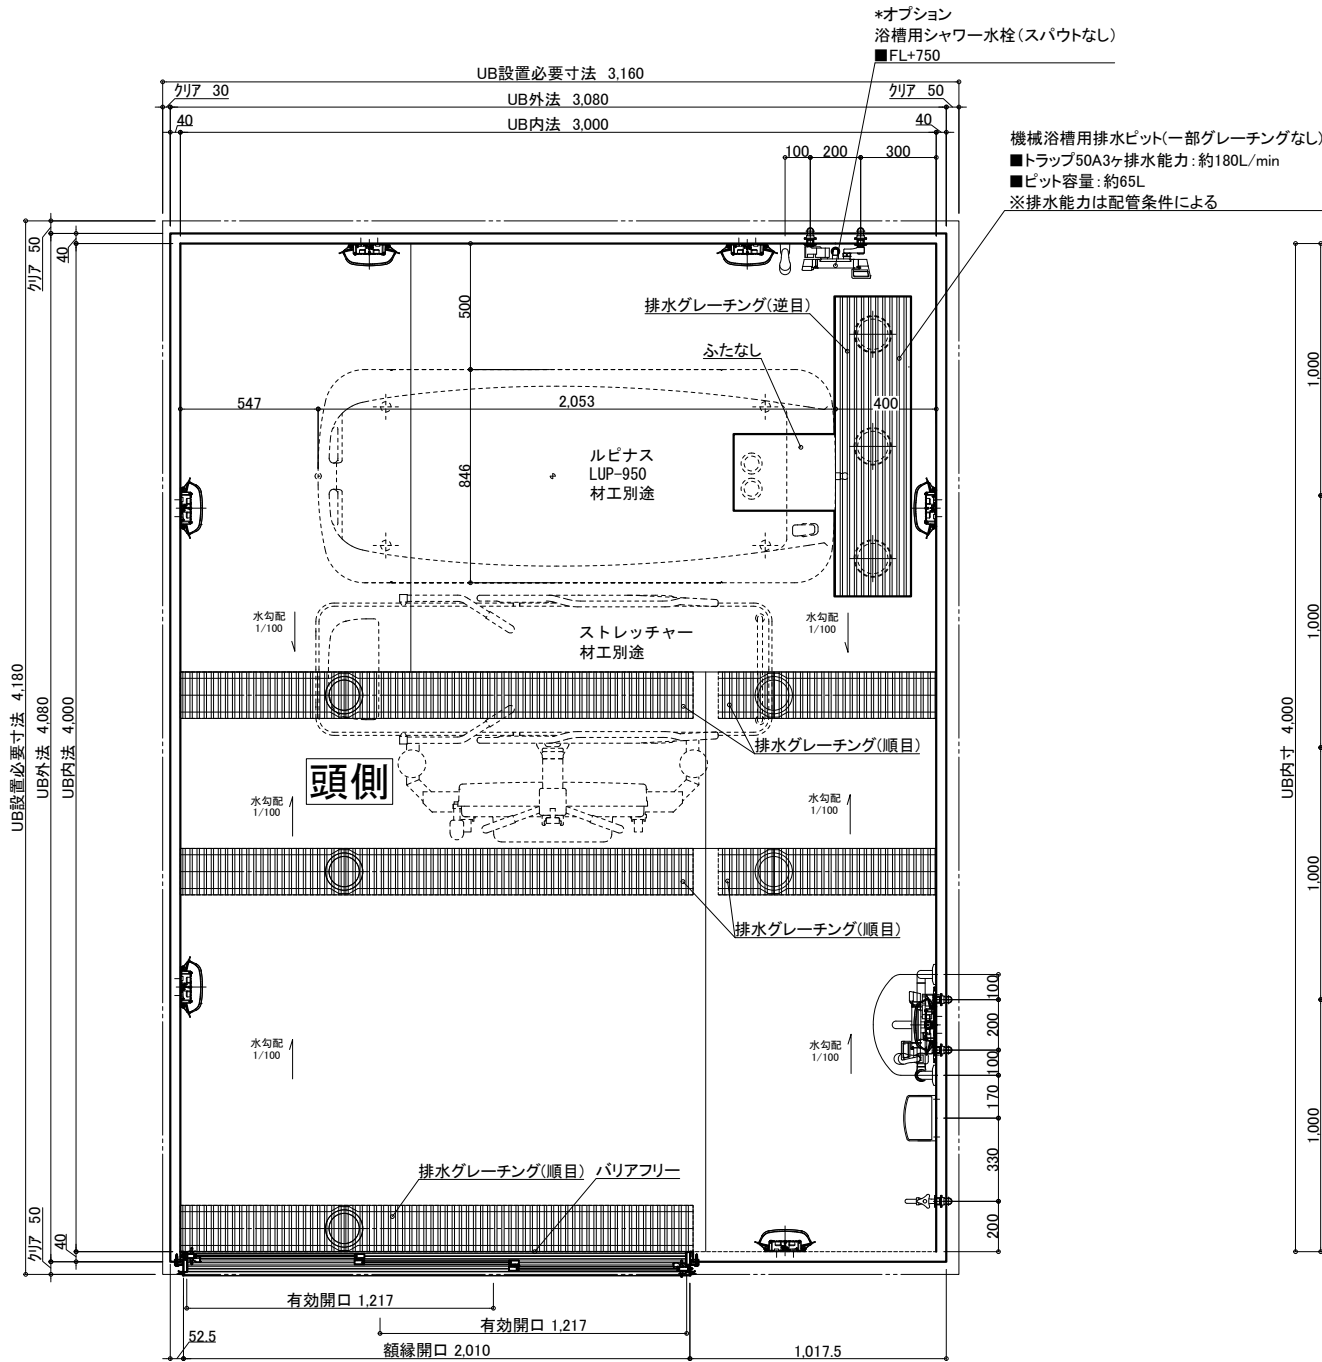 *オプション
浴槽用シャワー水栓(スパウトなし)
■FL+750
UB設置必要寸法 3,160
クリア 30
UB外法 3,080
クリア 50
40
UB内法 3,000
40
機械浴槽用排水ピット(一部グレーチングなし)
■トラップ50A3ヶ排水能力:約180L/min
■ピット容量:約65L
※排水能力は配管条件による
100
200
300
クリア 50
40
500
排水グレーチング(逆目)
ふたなし
547
2,053
400
846
ルピナス
LUP-950
材工別途
水勾配
1/100
ストレッチャー
材工別途
水勾配
1/100
排水グレーチング(順目)
頭側
水勾配
1/100
水勾配
1/100
排水グレーチング(順目)
UB設置必要寸法 4,180
UB外法 4,080
UB内法 4,000
UB内寸 4,000
1,000
1,000
1,000
1,000
水勾配
1/100
水勾配
1/100
100
200
100
170
330
200
排水グレーチング(順目)
バリアフリー
クリア 50
40
有効開口 1,217
有効開口 1,217
52.5
額縁開口 2,010
1,017.5